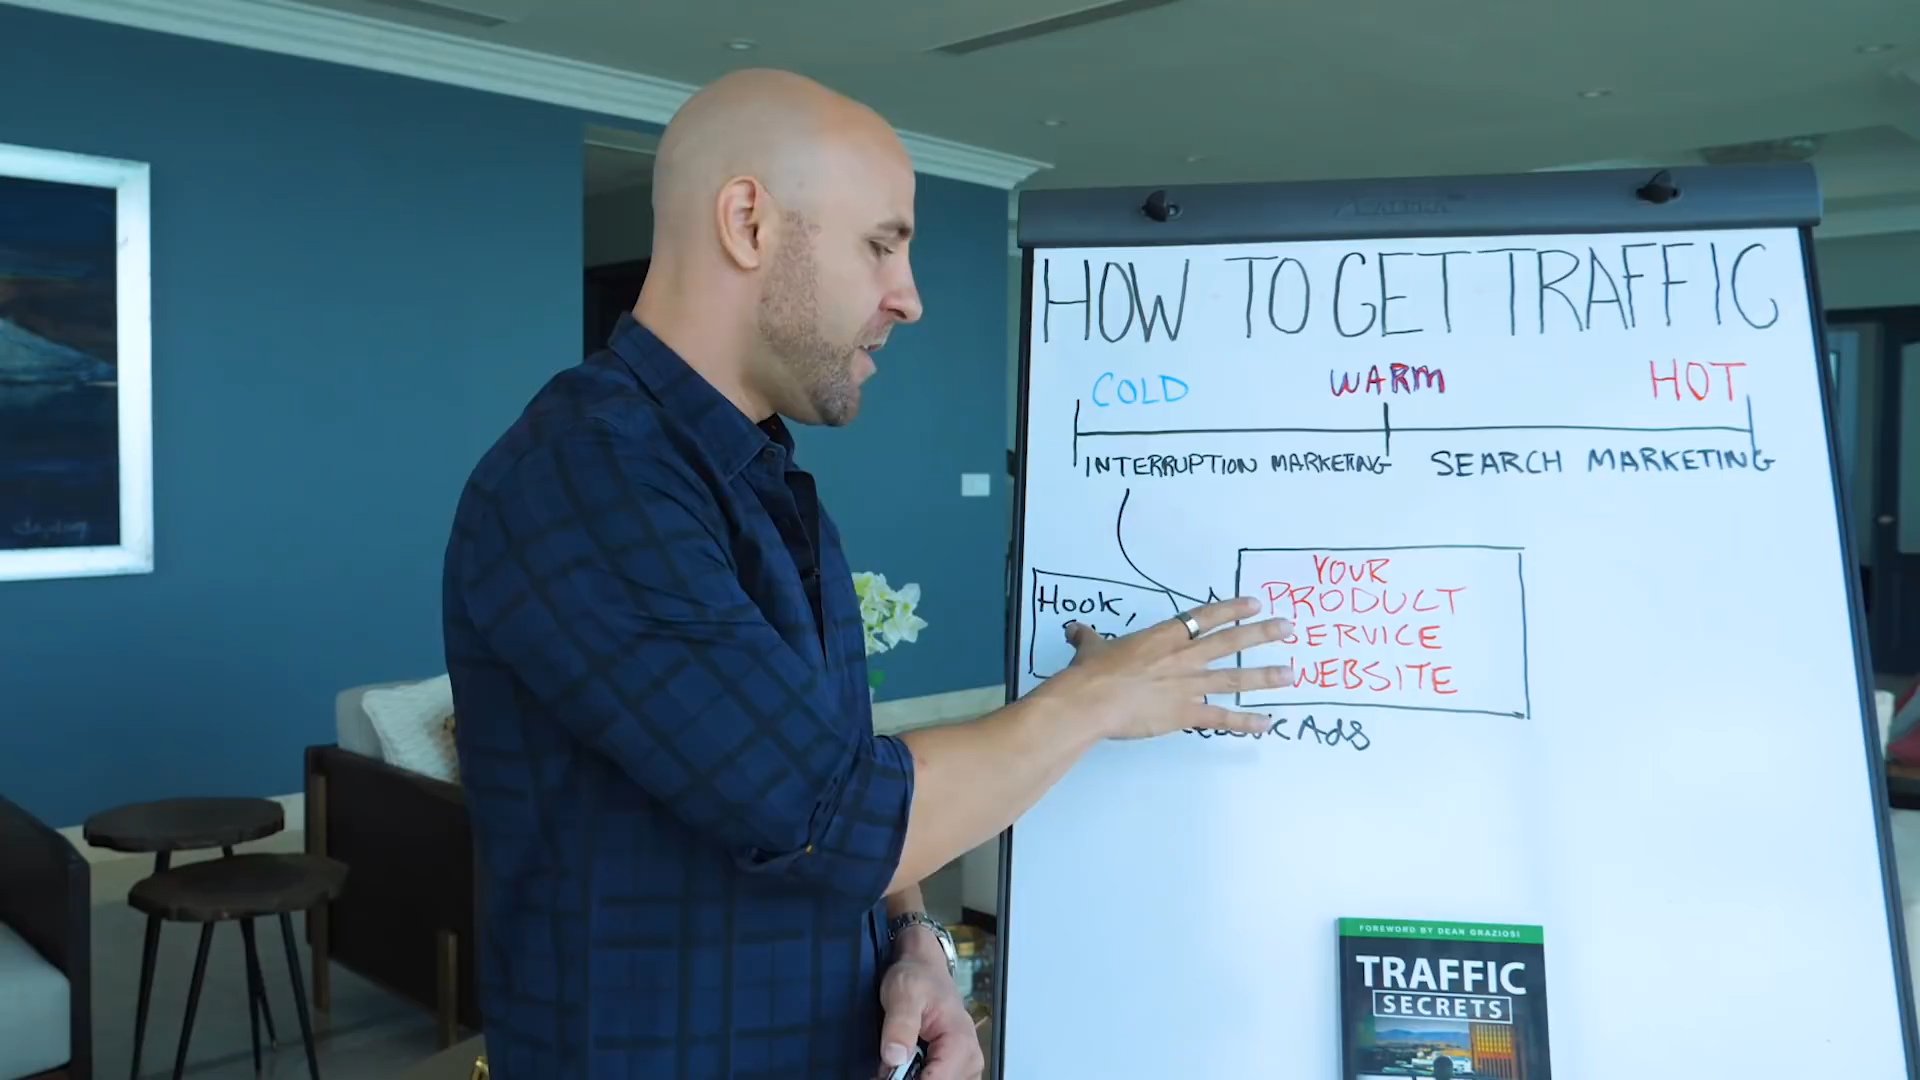 HOW TO GET TRAFFIC
COLD WARM HOT
INTERRUPTION MARKETING SEARCH MARKETING
Hook,
YOUR
PRODUCT
SERVICE
WEBSITE
Ads
FOREWORD BY DEAN GRAZIOSI
TRAFFIC
SECRETS